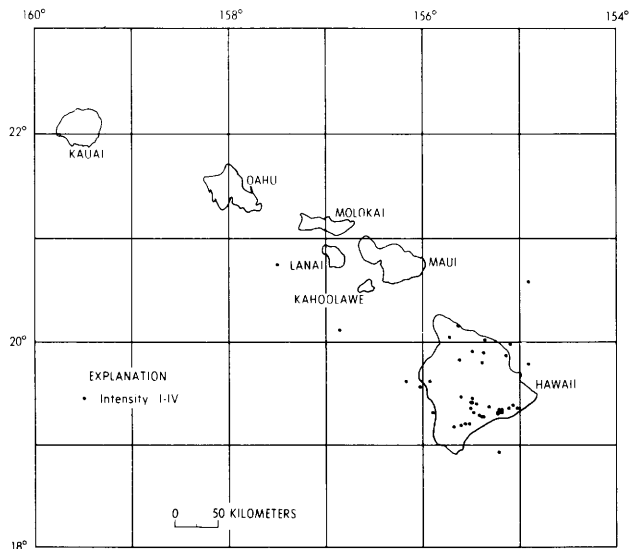 160° 158° 156° 154°
22°
KAUAI
OAHU
MOLOKAI
LANAI
MAUI
KAHOOLAWE
20°
EXPLANATION
• Intensity I-IV
HAWAII
0 50 KILOMETERS
18°